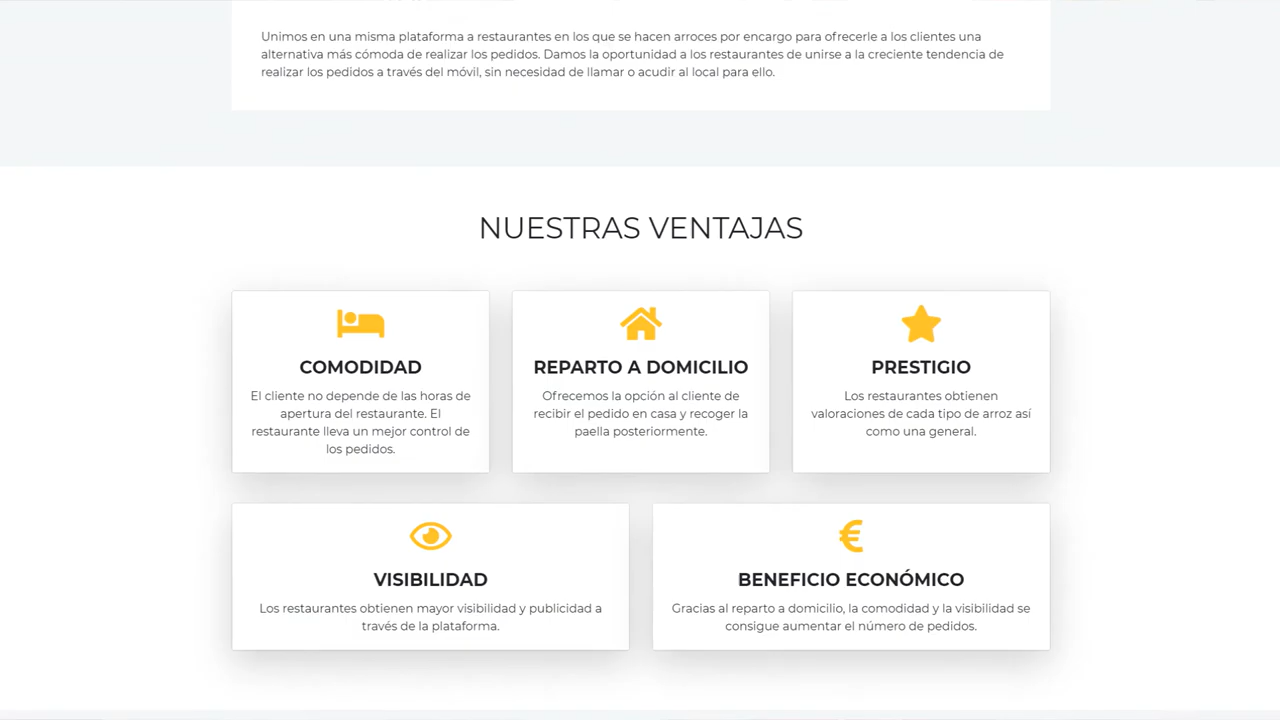 Unimos en una misma plataforma a restaurantes en los que se hacen arroces por encargo para ofrecerle a los clientes una
alternativa más cómoda de realizar los pedidos. Damos la oportunidad a los restaurantes de unirse a la creciente tendencia de
realizar los pedidos a través del móvil, sin necesidad de llamar o acudir al local para ello.
NUESTRAS VENTAJAS
COMODIDAD
El cliente no depende de las horas de
apertura del restaurante. El
restaurante lleva un mejor control de
los pedidos.
REPARTO A DOMICILIO
Ofrecemos la opción al cliente de
recibir el pedido en casa y recoger la
paella posteriormente.
PRESTIGIO
Los restaurantes obtienen
valoraciones de cada tipo de arroz así
como una general.
VISIBILIDAD
Los restaurantes obtienen mayor visibilidad y publicidad a
través de la plataforma.
€
BENEFICIO ECONÓMICO
Gracias al reparto a domicilio, la comodidad y la visibilidad se
consigue aumentar el número de pedidos.